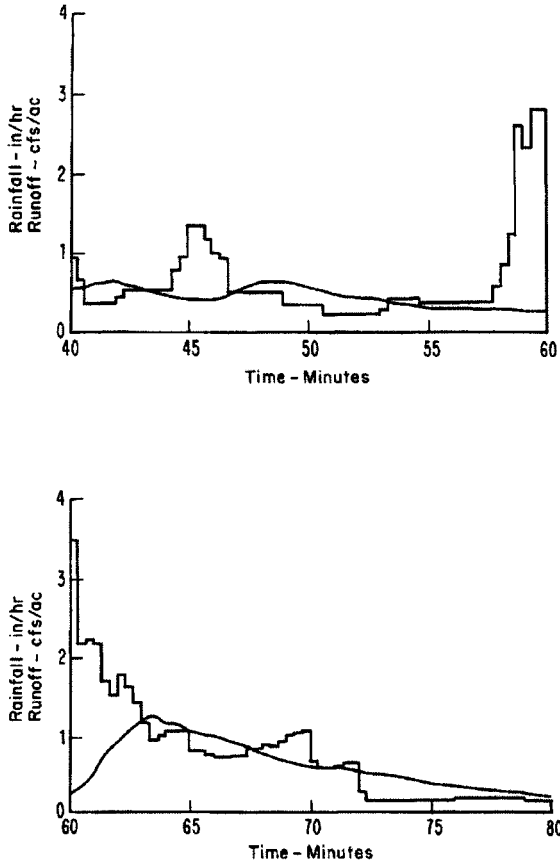 4
3
2
1
0
Rainfall - in/hr
Runoff - cfs/ac
40 45 50 55 60
Time - Minutes
4
3
2
1
0
Rainfall - in/hr
Runoff - cfs/ac
60 65 70 75 80
Time - Minutes